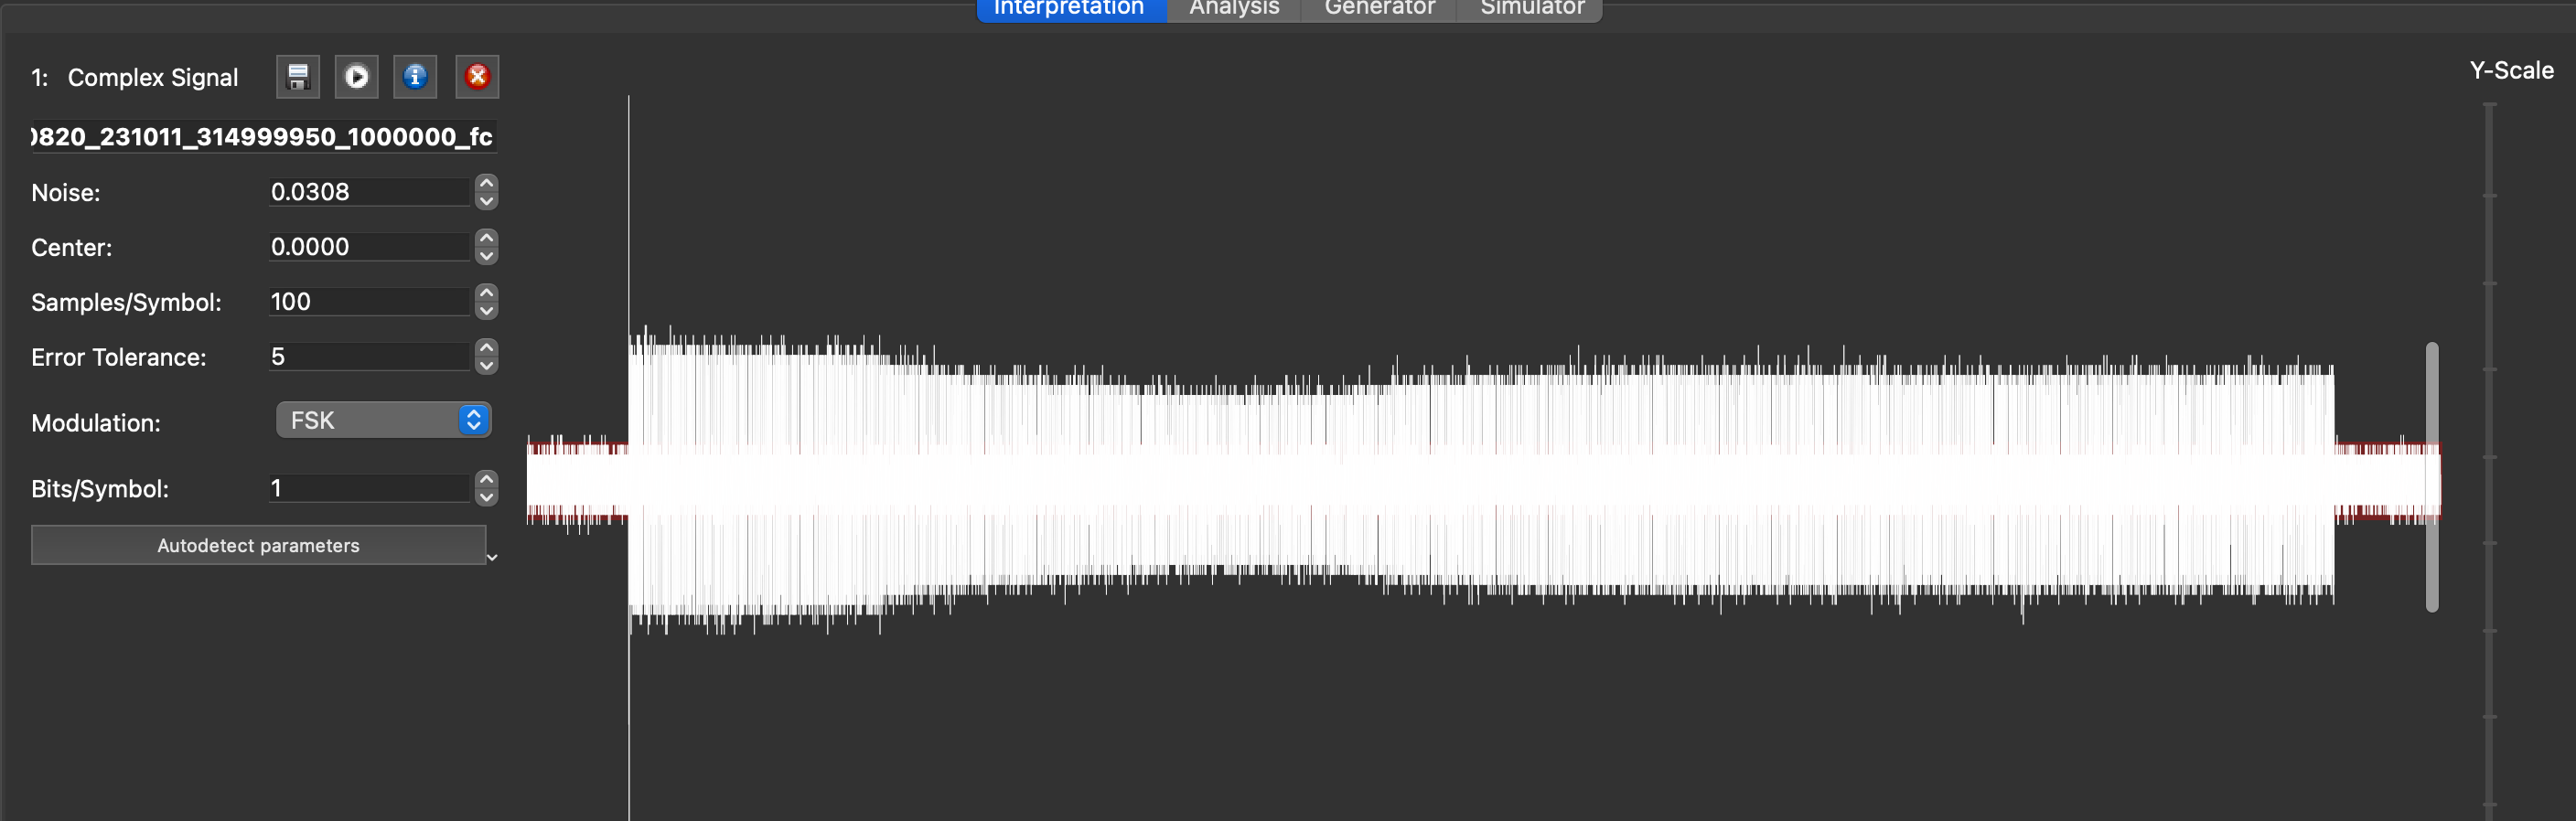 Interpretation Analysis Generator Simulator
1: Complex Signal
Y-Scale
0820_231011_314999950_1000000_fc
Noise: 0.0308
Center: 0.0000
Samples/Symbol: 100
Error Tolerance: 5
Modulation: FSK
Bits/Symbol: 1
Autodetect parameters